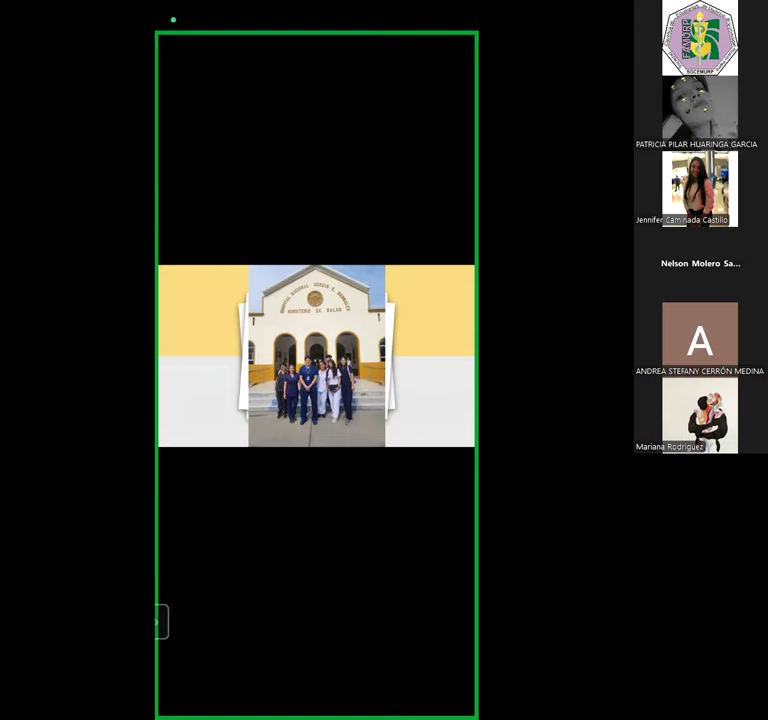 HOSPITAL NACIONAL SERGIO E. BERNALES
MINISTERIO DE SALUD
FAMURP
SOCEMURP
PATRICIA PILAR HUARINGA GARCIA
Jennifer Caminada Castillo
Nelson Molero Sa...
A
ANDREA STEFANY CERRÓN MEDINA
Mariana Rodriguez